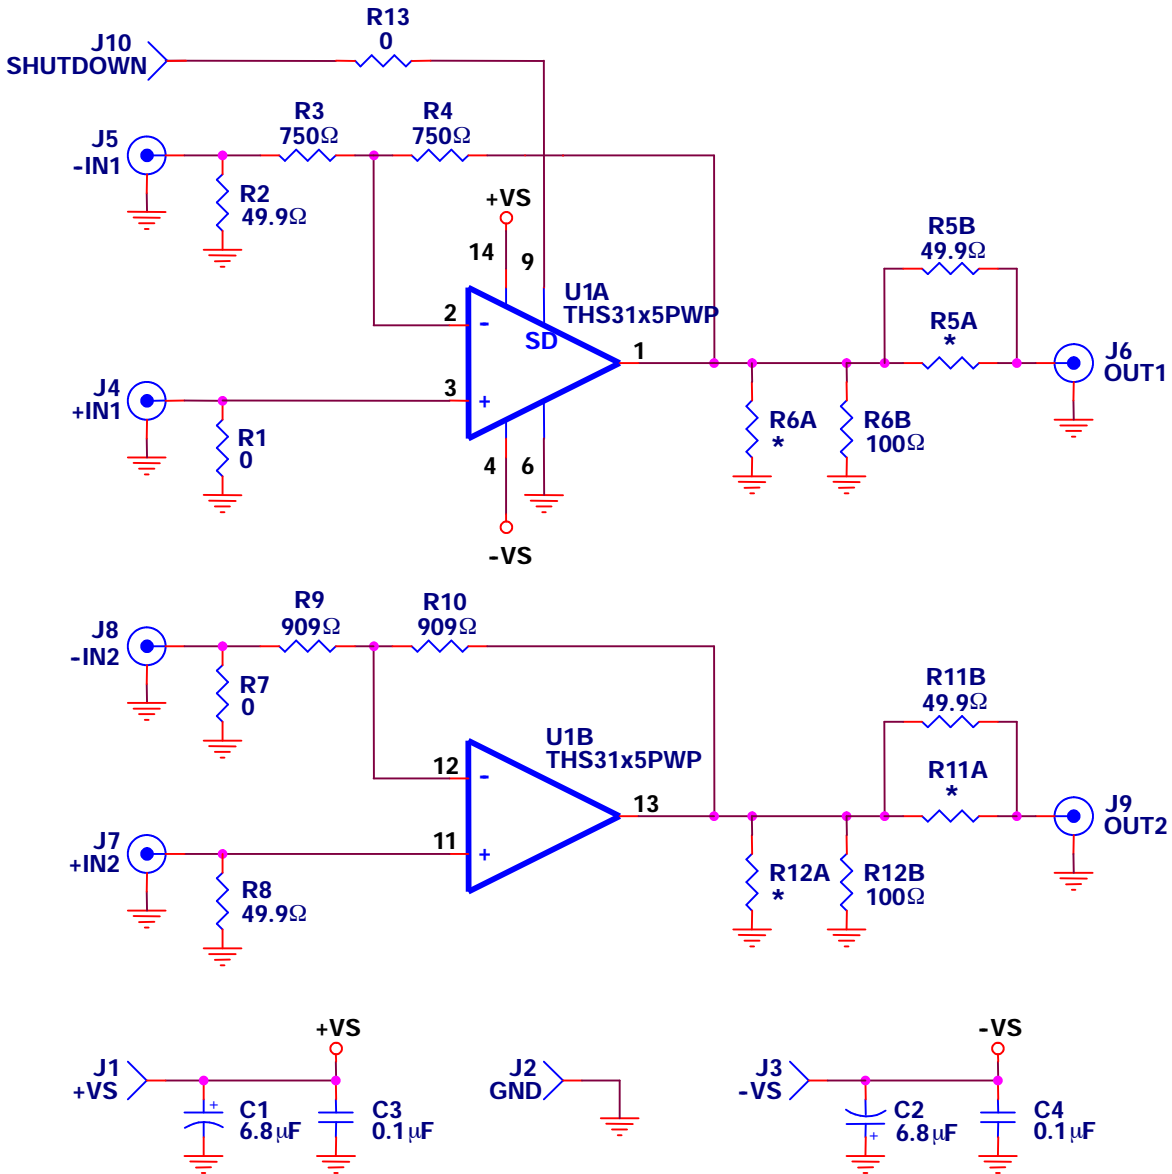 R13
0
J10
SHUTDOWN
R3
750Ω
R4
750Ω
J5
-IN1
R2
49.9Ω
+VS
14
9
U1A
THS31x5PWP
2
-
SD
1
R5B
49.9Ω
R5A
*
J6
OUT1
J4
+IN1
3
+
R1
0
R6A
*
R6B
100Ω
4
6
-VS
R9
909Ω
R10
909Ω
J8
-IN2
R7
0
U1B
THS31x5PWP
12
-
13
R11B
49.9Ω
R11A
*
J9
OUT2
J7
+IN2
11
+
R8
49.9Ω
R12A
*
R12B
100Ω
+VS
J1
+VS
+
C1
6.8µF
C3
0.1µF
J2
GND
-VS
J3
-VS
+
C2
6.8µF
C4
0.1µF